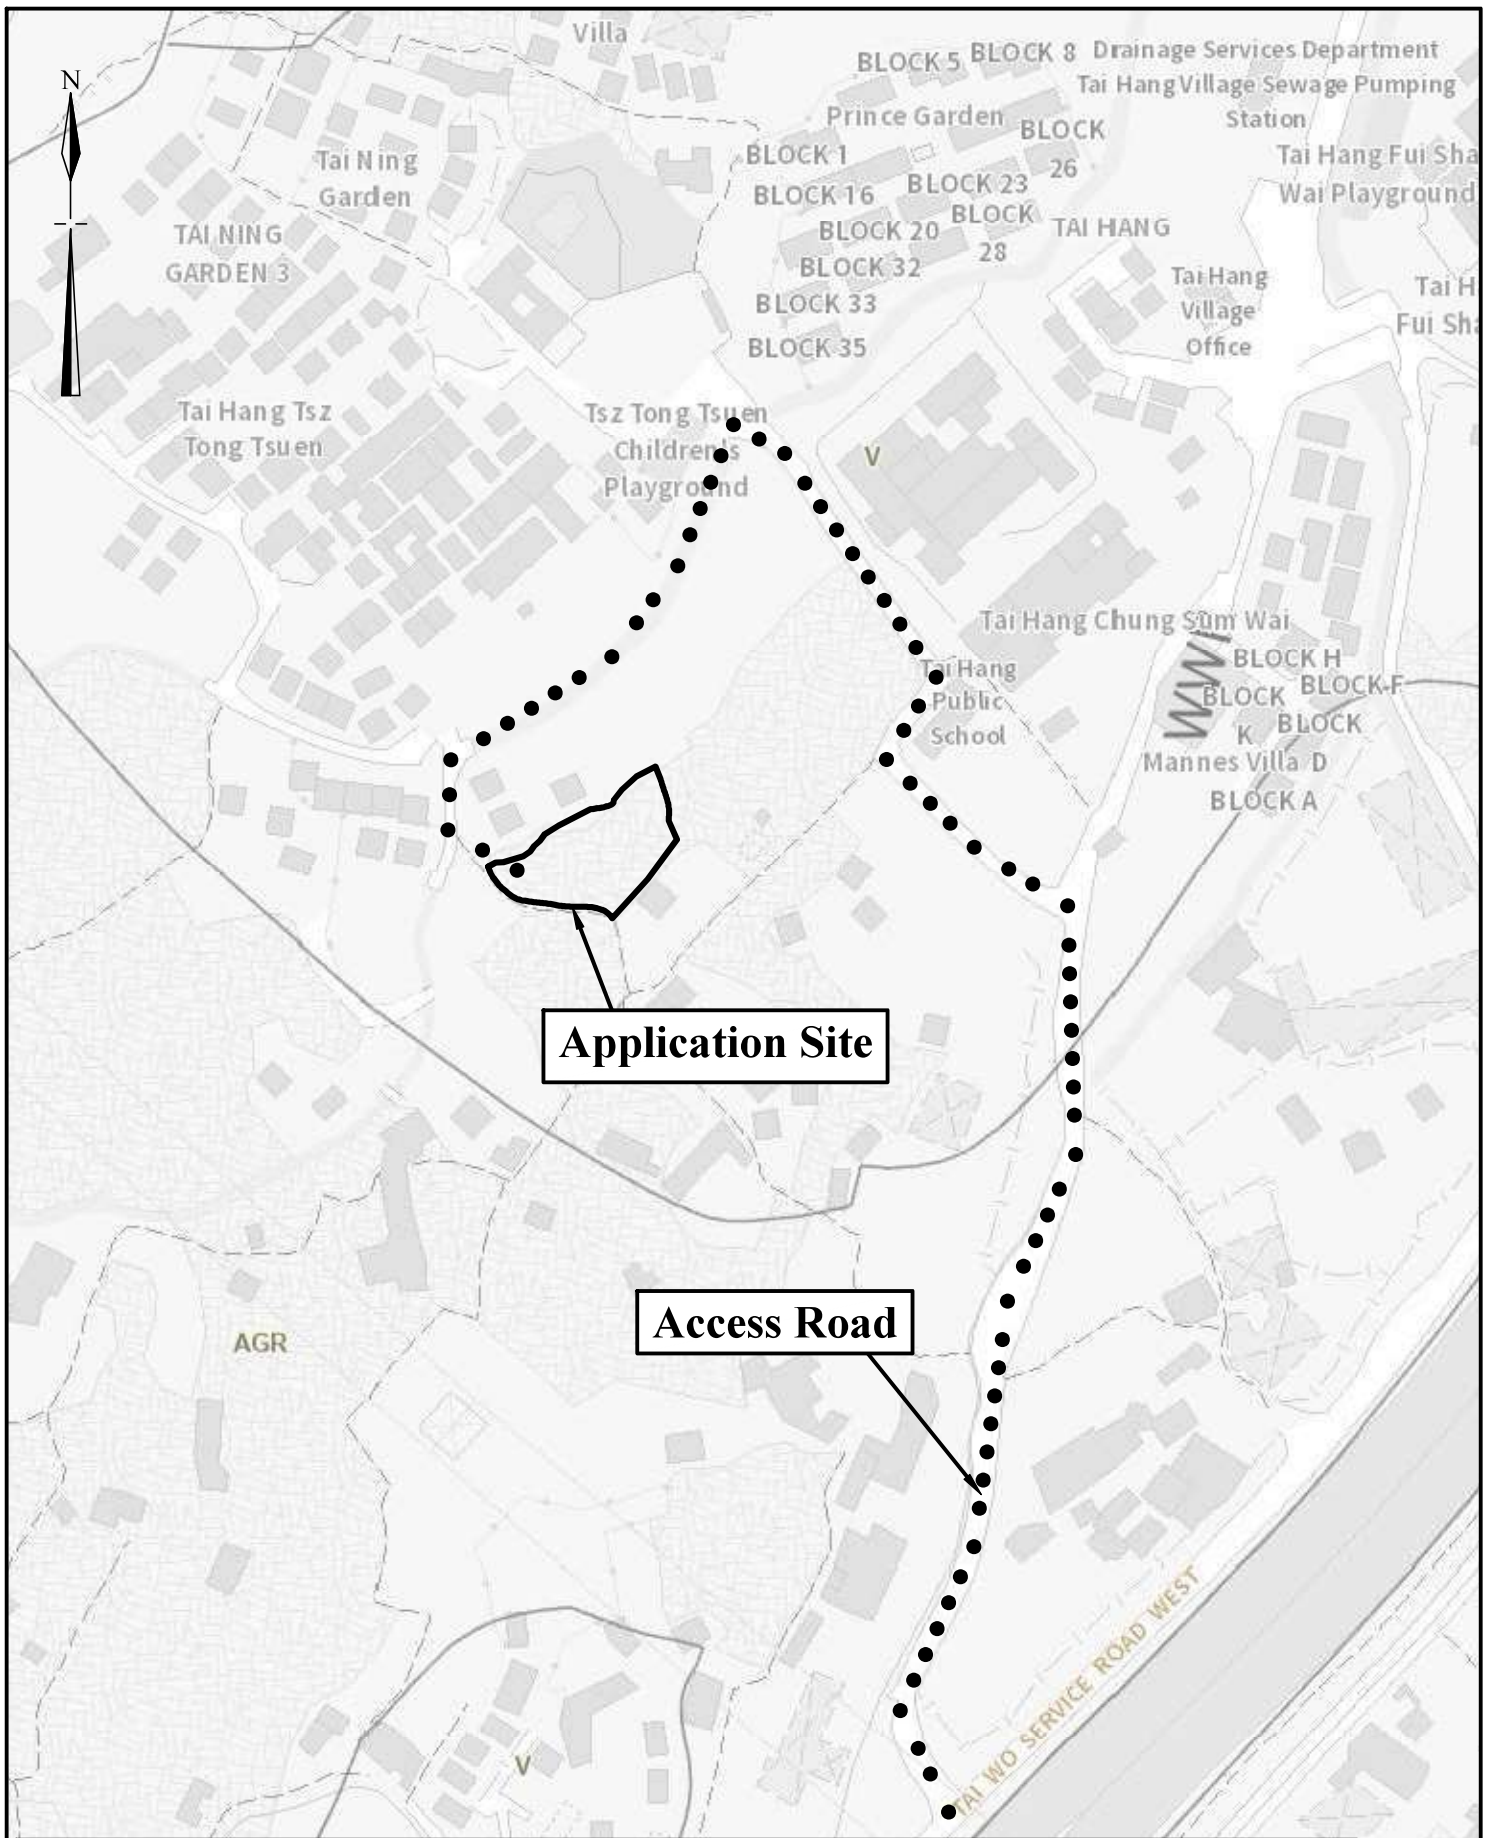 Villa
BLOCK 5
BLOCK 8
Drainage Services Department
Tai Hang Village Sewage Pumping
Station
N
Prince Garden
BLOCK
26
BLOCK 1
Tai Ning
Garden
Tai Hang Fui Sha
Wai Playground
BLOCK 16
BLOCK 23
BLOCK
28
TAI NING
GARDEN 3
BLOCK 20
TAI HANG
BLOCK 32
Tai Hang
Village
Office
Tai H
Fui Sha
BLOCK 33
BLOCK 35
Tai Hang Tsz
Tong Tsuen
Tsz Tong Tsuen
Children's
Playground
V
Tai Hang Chung Sum Wai
Tai Hang
Public
School
BLOCK H
BLOCK F
BLOCK
K
BLOCK
D
Mannes Villa
BLOCK A
Application Site
Access Road
AGR
TAI WO SERVICE ROAD WEST
V